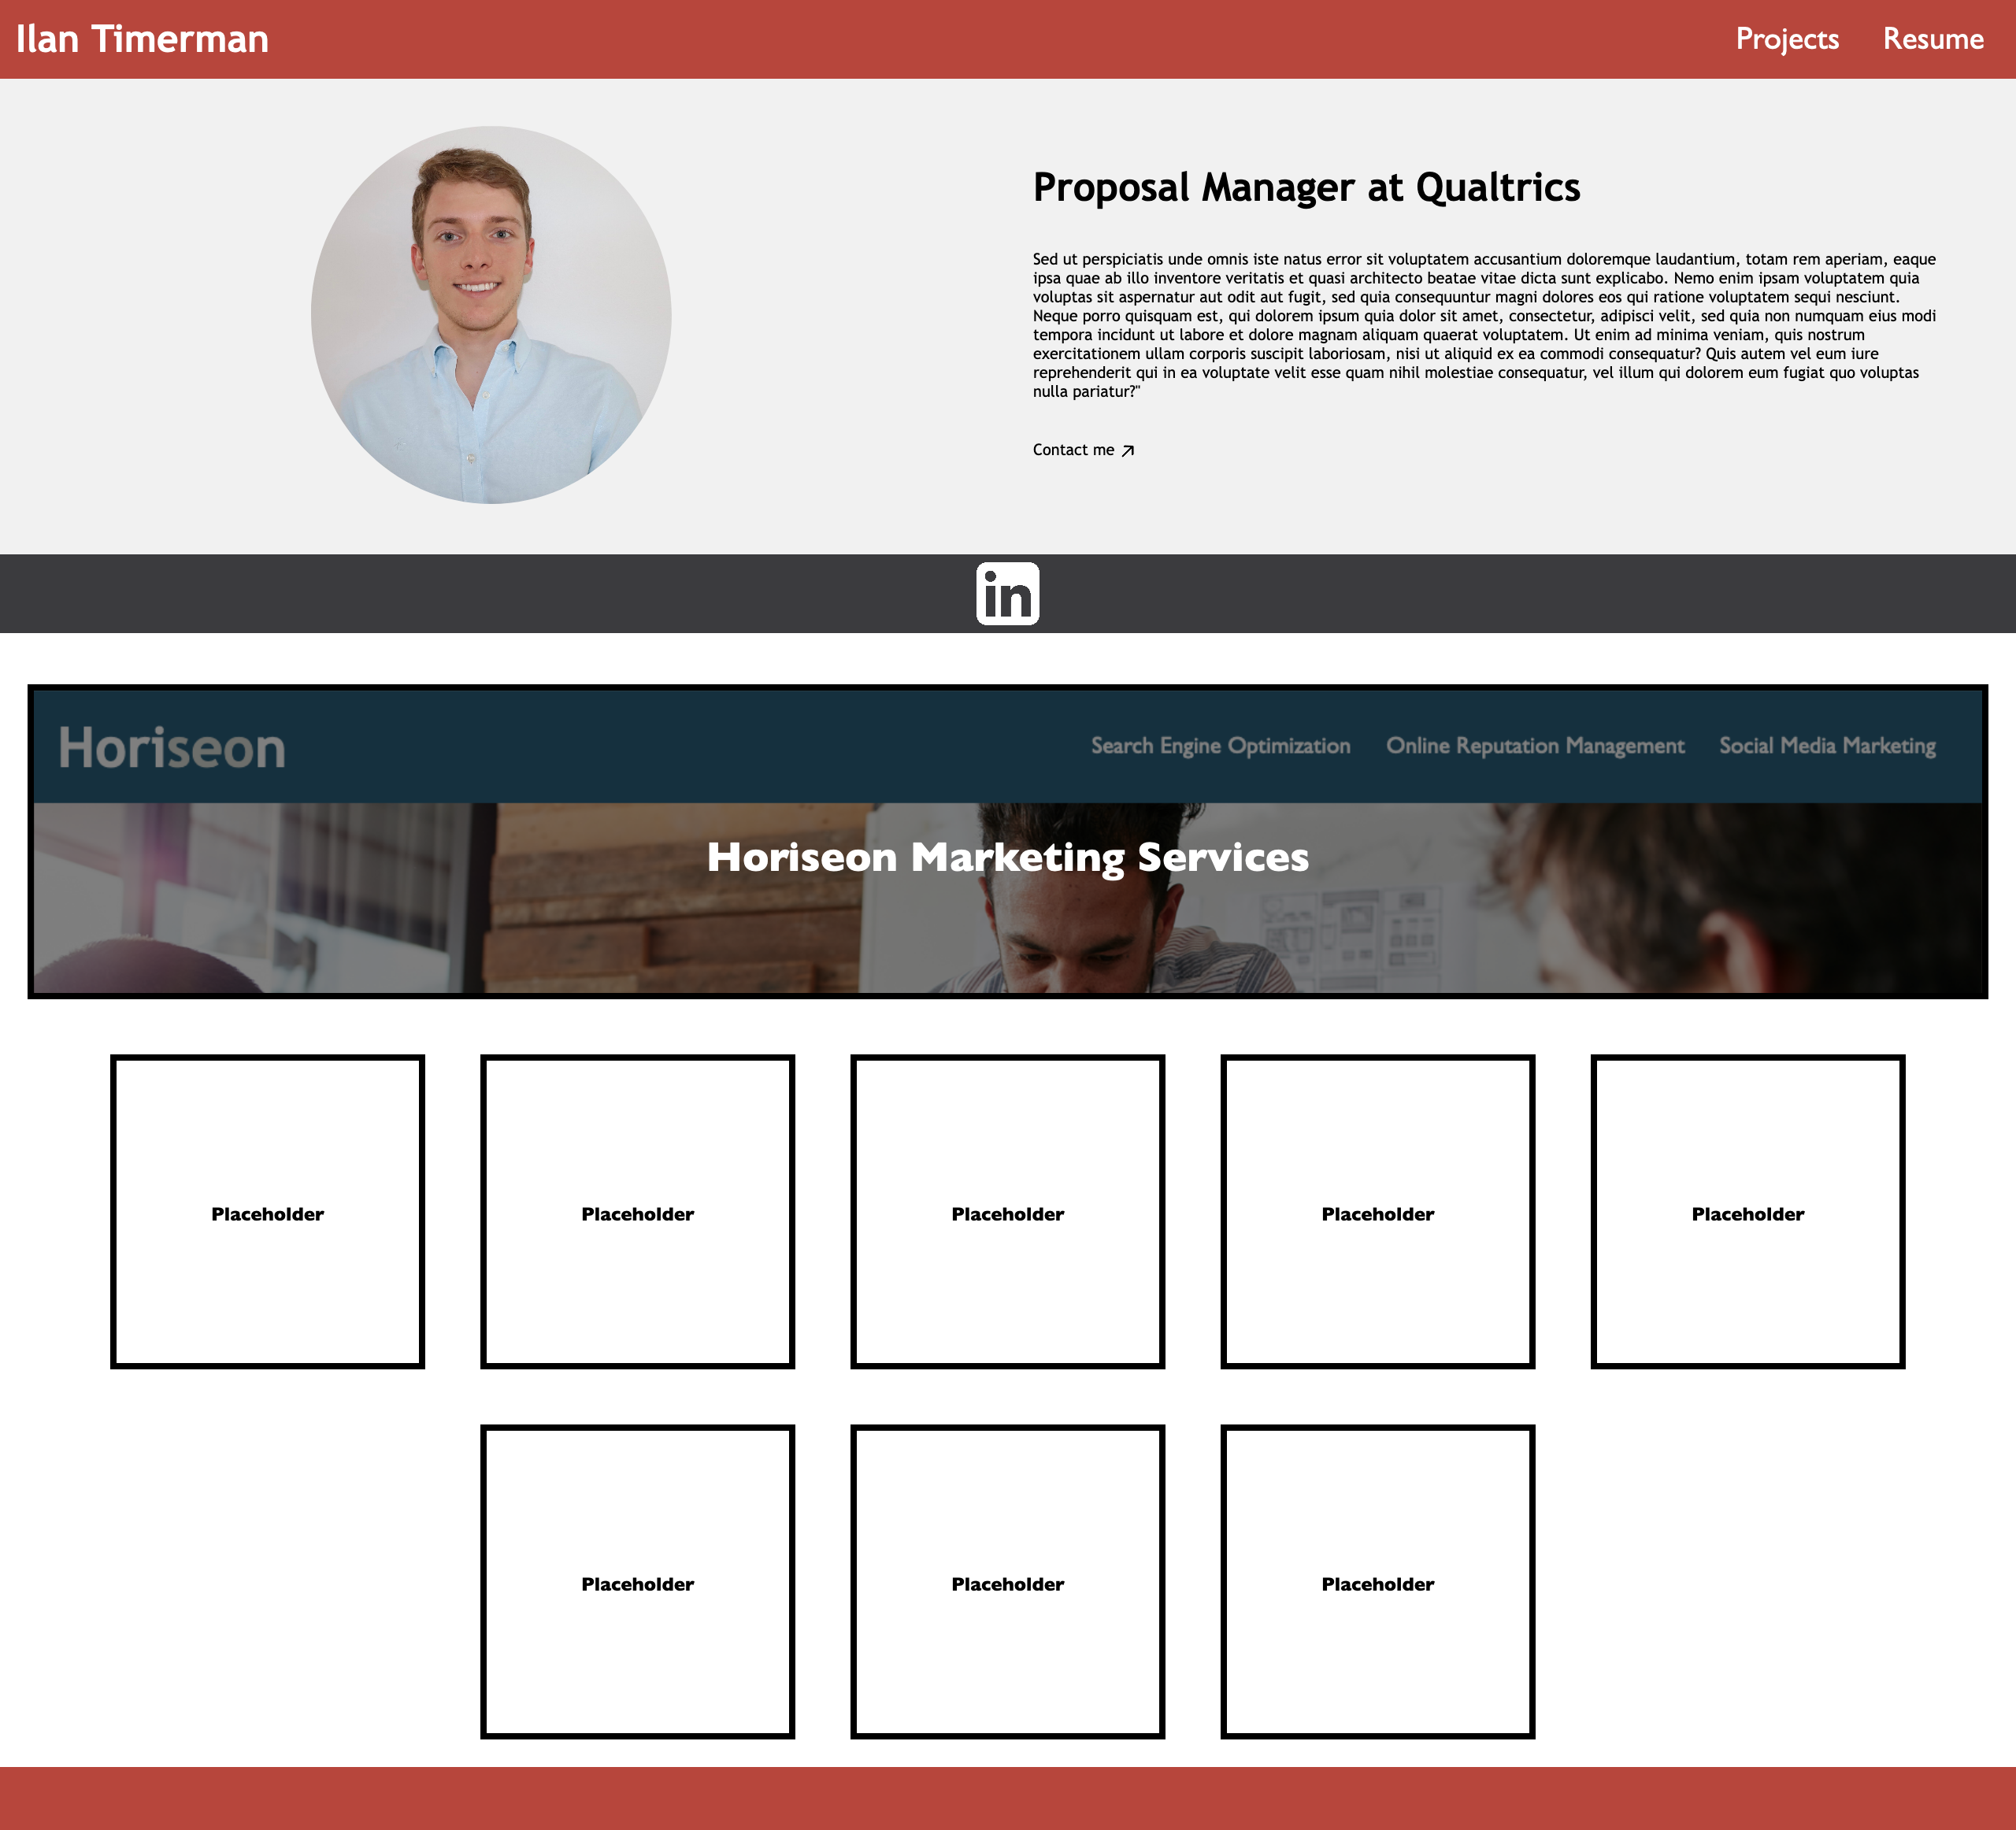 Ilan Timerman
Projects
Resume
Proposal Manager at Qualtrics
Sed ut perspiciatis unde omnis iste natus error sit voluptatem accusantium doloremque laudantium, totam rem aperiam, eaque
ipsa quae ab illo inventore veritatis et quasi architecto beatae vitae dicta sunt explicabo. Nemo enim ipsam voluptatem quia
voluptas sit aspernatur aut odit aut fugit, sed quia consequuntur magni dolores eos qui ratione voluptatem sequi nesciunt.
Neque porro quisquam est, qui dolorem ipsum quia dolor sit amet, consectetur, adipisci velit, sed quia non numquam eius modi
tempora incidunt ut labore et dolore magnam aliquam quaerat voluptatem. Ut enim ad minima veniam, quis nostrum
exercitationem ullam corporis suscipit laboriosam, nisi ut aliquid ex ea commodi consequatur? Quis autem vel eum iure
reprehenderit qui in ea voluptate velit esse quam nihil molestiae consequatur, vel illum qui dolorem eum fugiat quo voluptas
nulla pariatur?"
Contact me
in
Horiseon
Search Engine Optimization
Online Reputation Management
Social Media Marketing
Horiseon Marketing Services
Placeholder
Placeholder
Placeholder
Placeholder
Placeholder
Placeholder
Placeholder
Placeholder